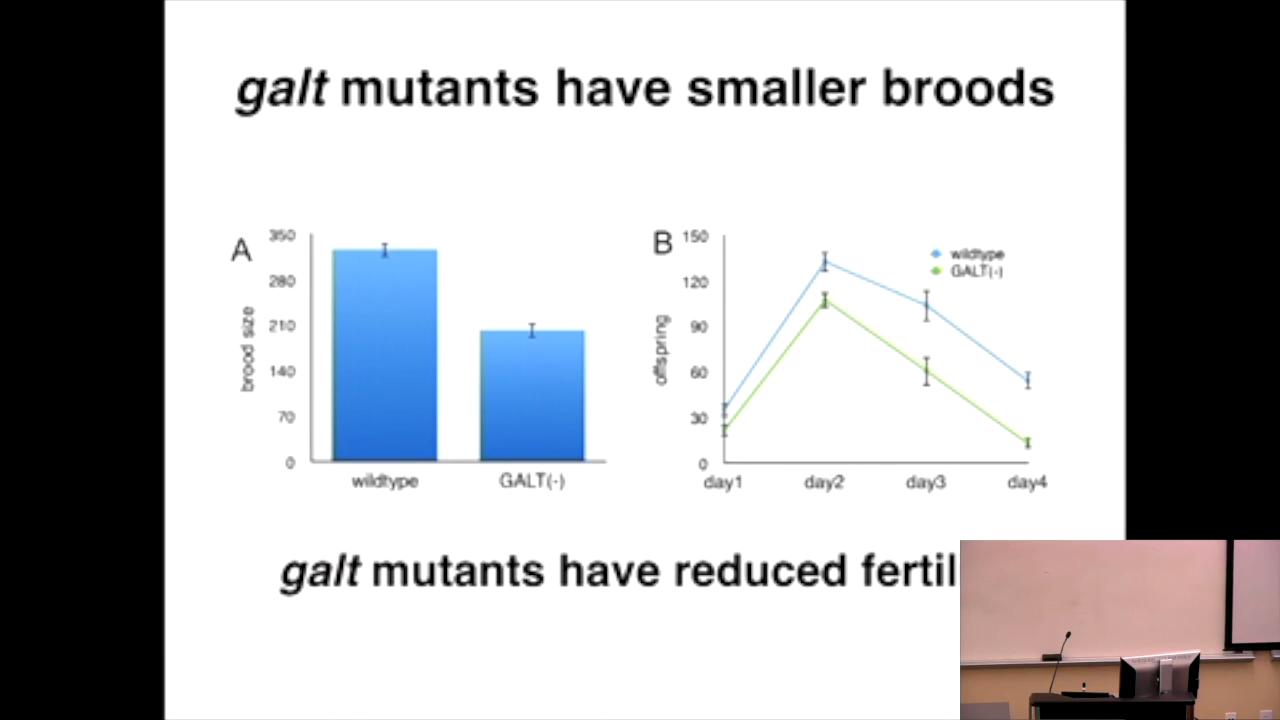 galt mutants have smaller broods
A
350
280
210
140
70
0
brood size
wildtype
GALT(-)
B
150
120
90
60
30
0
offspring
wildtype
GALT(-)
day1
day2
day3
day4
galt mutants have reduced fertil